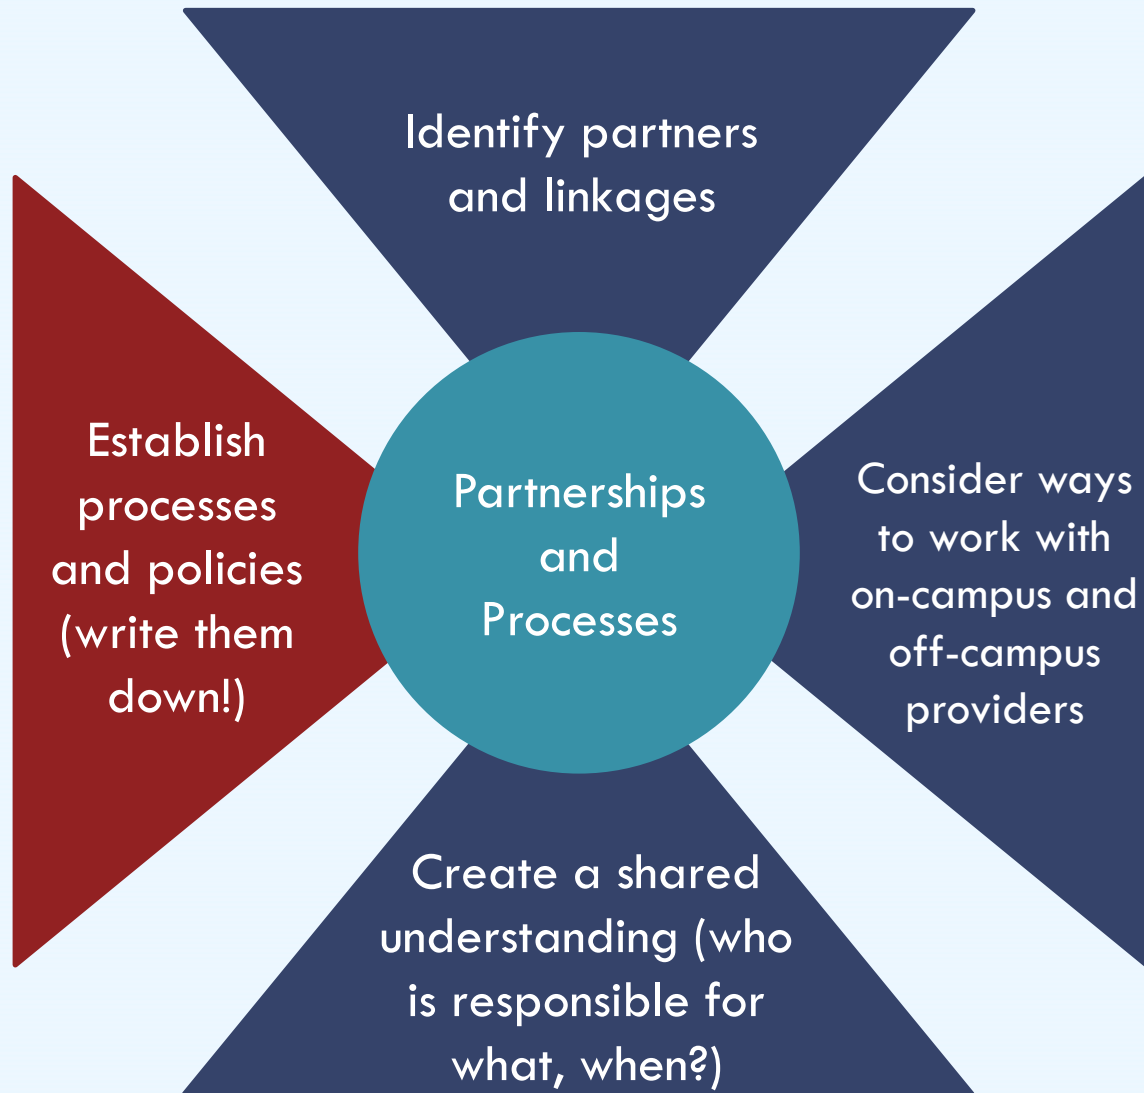 Identify partners
and linkages
Establish
processes
and policies
(write them
down!)
Partnerships
and
Processes
Consider ways
to work with
on-campus and
off-campus
providers
Create a shared
understanding (who
is responsible for
what, when?)